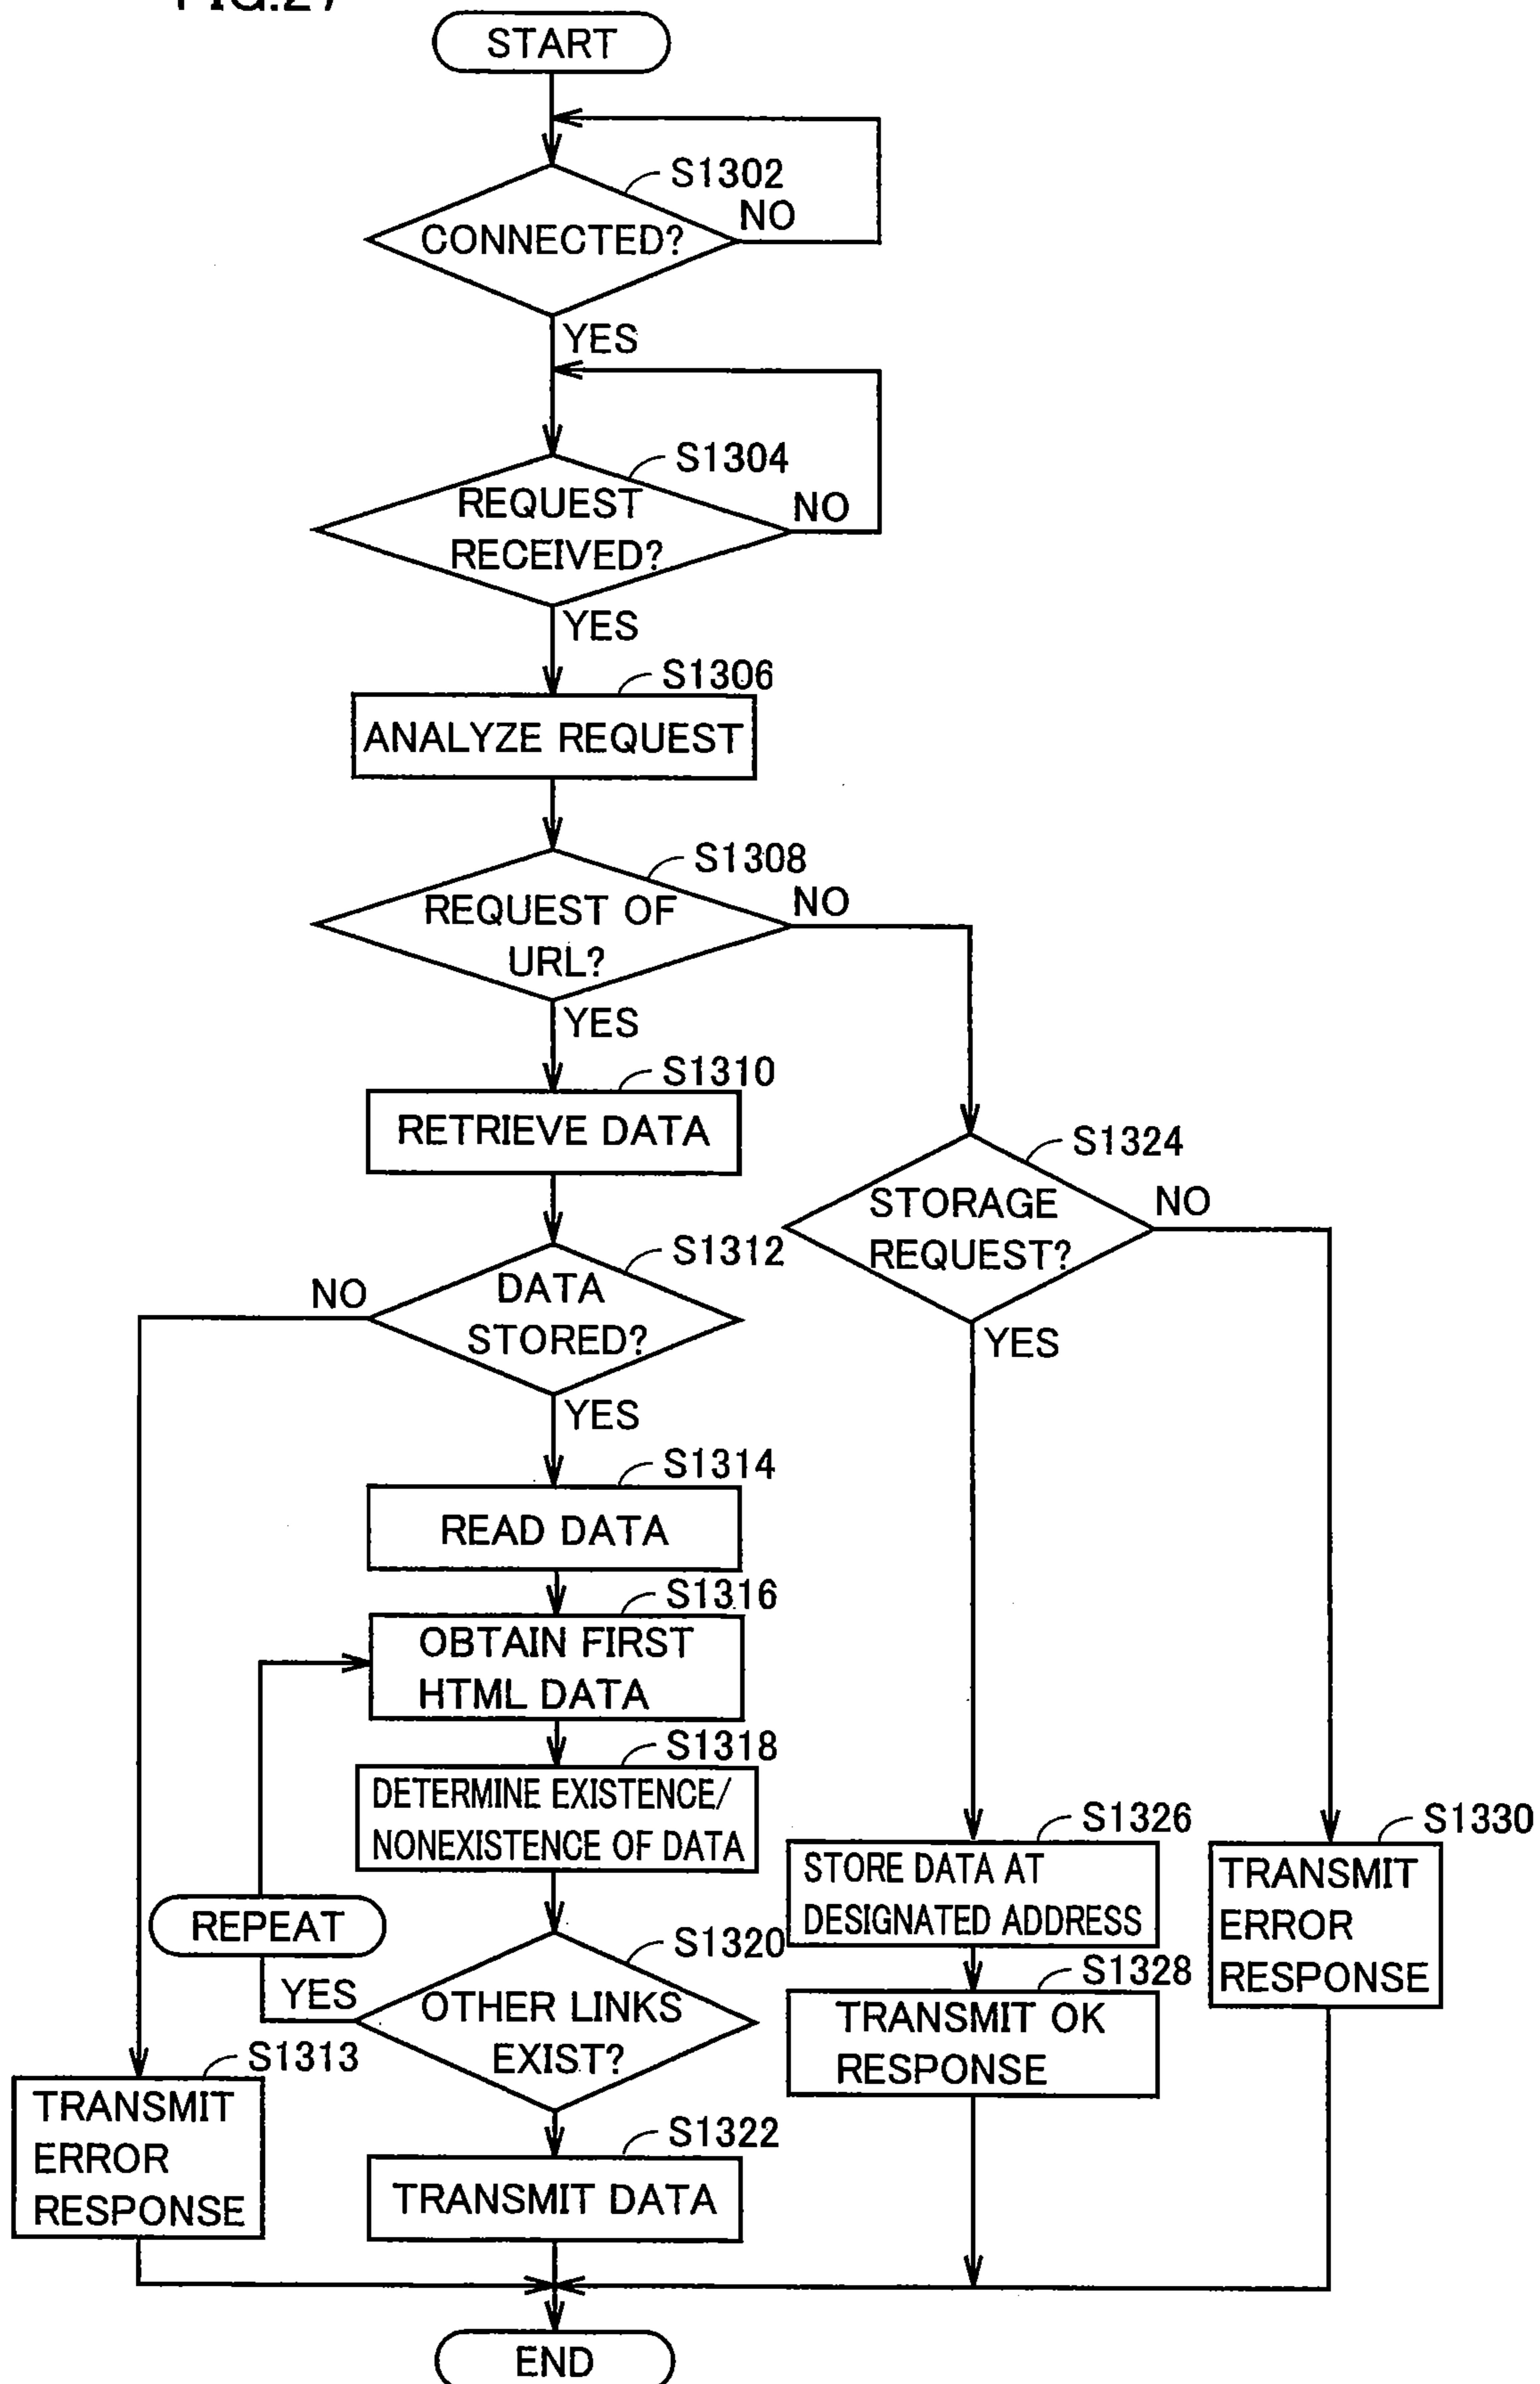 FIG.27
START
S1302
CONNECTED?
NO
YES
S1304
REQUEST
RECEIVED?
NO
YES
S1306
ANALYZE REQUEST
S1308
REQUEST OF
URL?
NO
YES
S1310
RETRIEVE DATA
S1324
STORAGE
REQUEST?
NO
YES
S1312
DATA
STORED?
NO
YES
S1314
READ DATA
S1316
OBTAIN FIRST
HTML DATA
S1318
DETERMINE EXISTENCE/
NONEXISTENCE OF DATA
S1326
STORE DATA AT
DESIGNATED ADDRESS
S1330
TRANSMIT
ERROR
RESPONSE
REPEAT
S1320
OTHER LINKS
EXIST?
YES
S1328
TRANSMIT OK
RESPONSE
S1313
TRANSMIT
ERROR
RESPONSE
S1322
TRANSMIT DATA
END